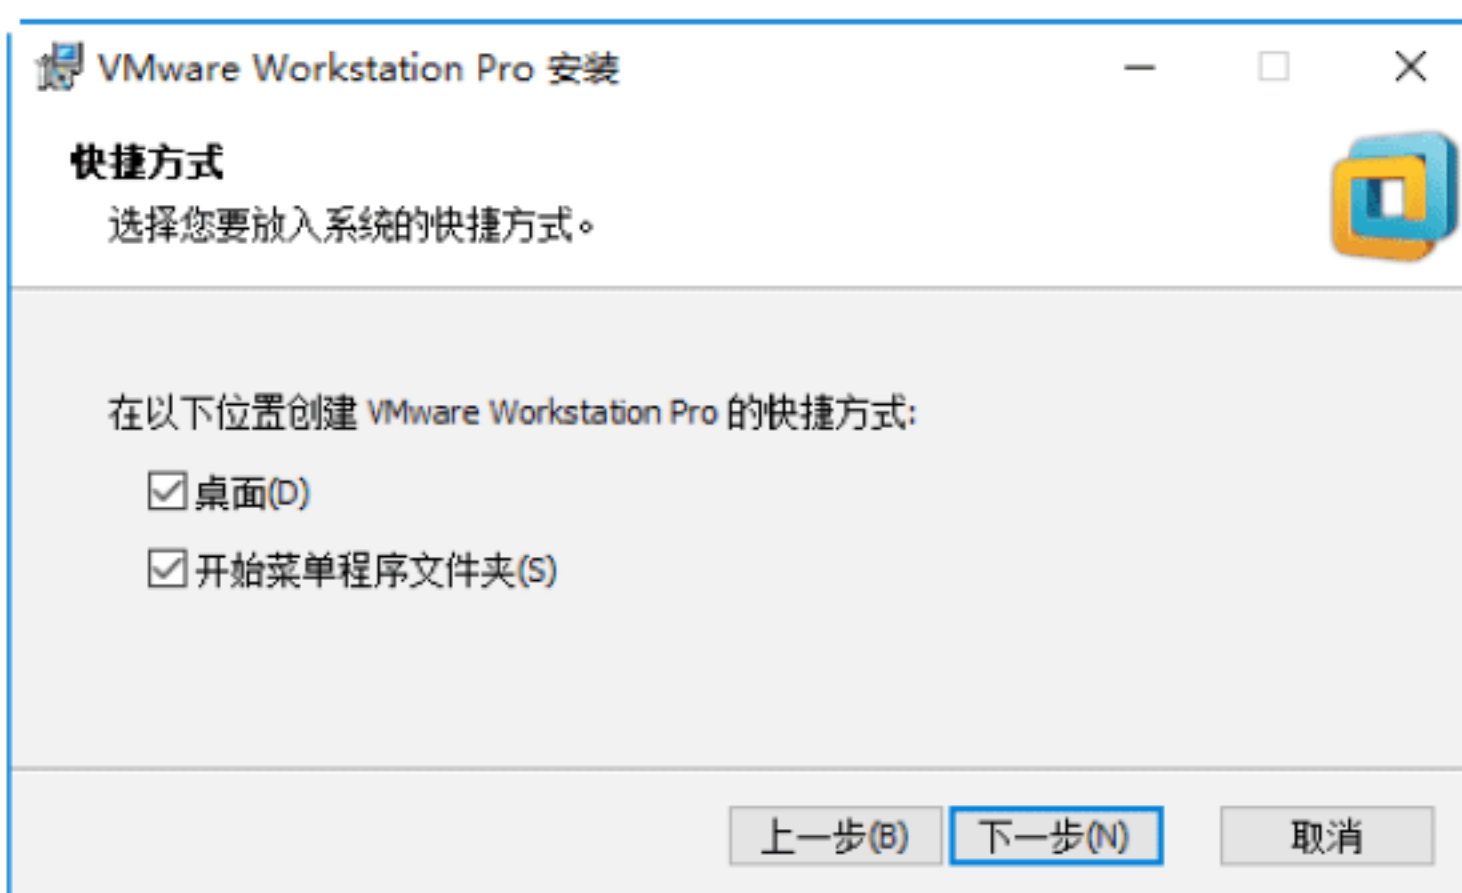 VMware Workstation Pro 安装
快捷方式
选择您要放入系统的快捷方式。
在以下位置创建 VMware Workstation Pro 的快捷方式:
桌面(D)
开始菜单程序文件夹(S)
上一步(B) 下一步(N) 取消